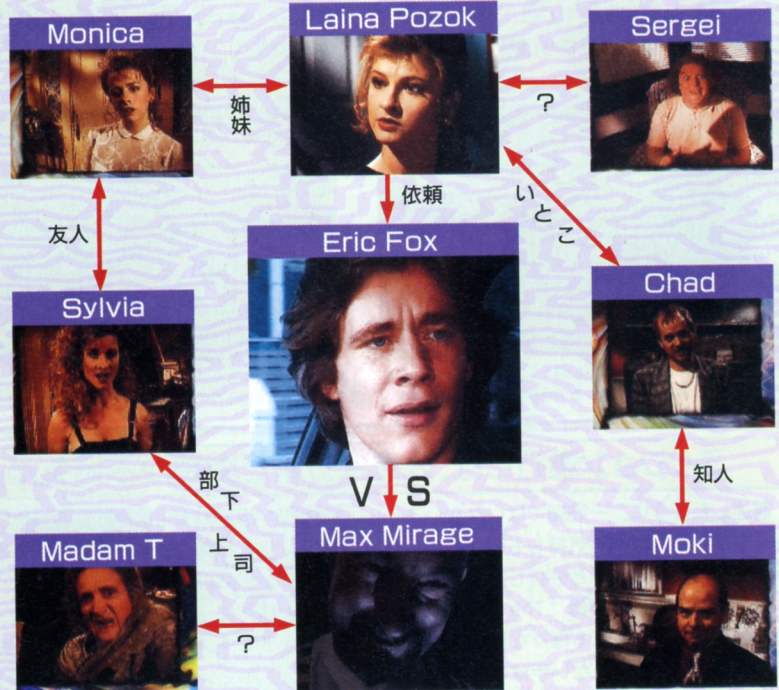 Monica
Laina Pozok
Sergei
姉妹
?
友人
依頼
いとこ
Eric Fox
Sylvia
Chad
部下
上司
V S
知人
Madam T
Max Mirage
Moki
?